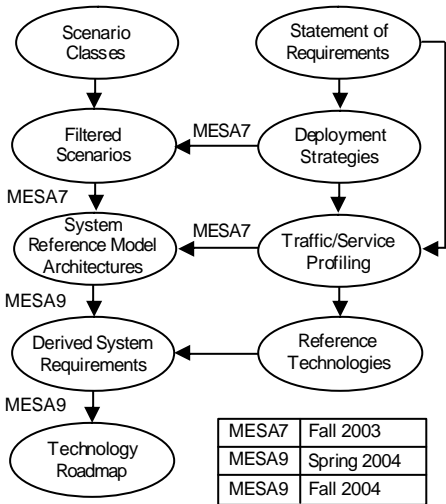 Scenario
Classes
Statement of
Requirements
Filtered
Scenarios
MESA7
Deployment
Strategies
MESA7
System
Reference Model
Architectures
MESA7
Traffic/Service
Profiling
MESA9
Derived System
Requirements
Reference
Technologies
MESA9
Technology
Roadmap
MESA7 Fall 2003
MESA9 Spring 2004
MESA9 Fall 2004